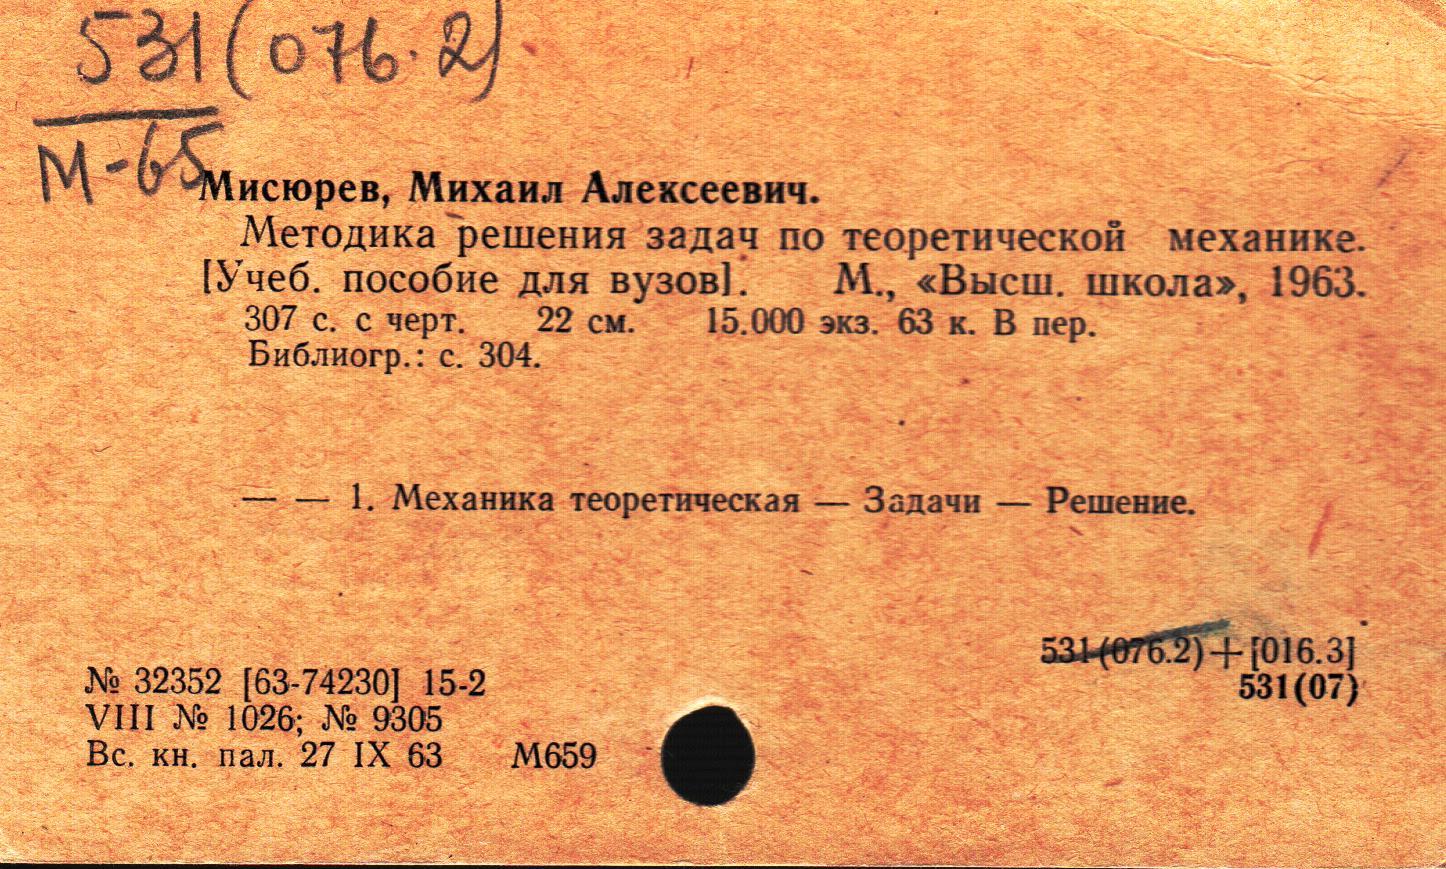 531(076.2)
М-65
Мисюрев, Михаил Алексеевич.
Методика решения задач по теоретической механике.
[Учеб. пособие для вузов]. М., «Высш. школа», 1963.
307 с. с черт. 22 см. 15.000 экз. 63 к. В пер.
Библиогр.: с. 304.
— — 1. Механика теоретическая — Задачи — Решение.
531(076.2)+[016.3]
531(07)
№ 32352 [63-74230] 15-2
VIII № 1026; № 9305
Вс. кн. пал. 27 IX 63 М659